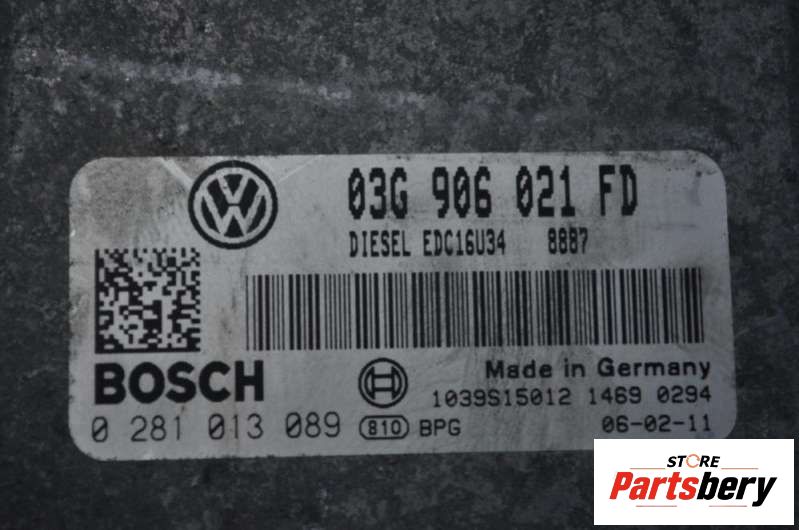 VW
03G 906 021 FD
DIESEL EDC16U34 8887
BOSCH
Made in Germany
1039S15012 1469 0294
0 281 013 089 810 BPG
06-02-11
STORE
Partsbery